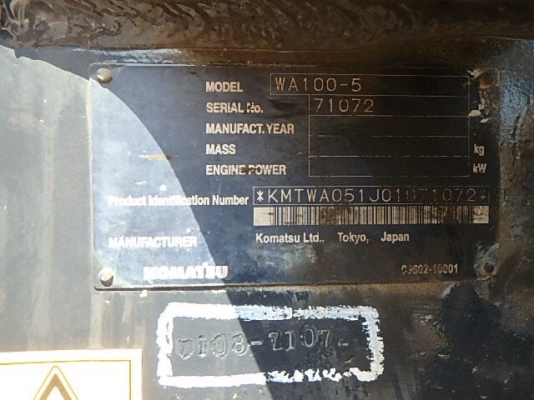 MODEL WA100-5
SERIAL No. 71072
MANUFACT. YEAR
MASS kg
ENGINE POWER kW
Product Identification Number *KMTWA051J01071072*
MANUFACTURER Komatsu Ltd., Tokyo, Japan
KOMATSU